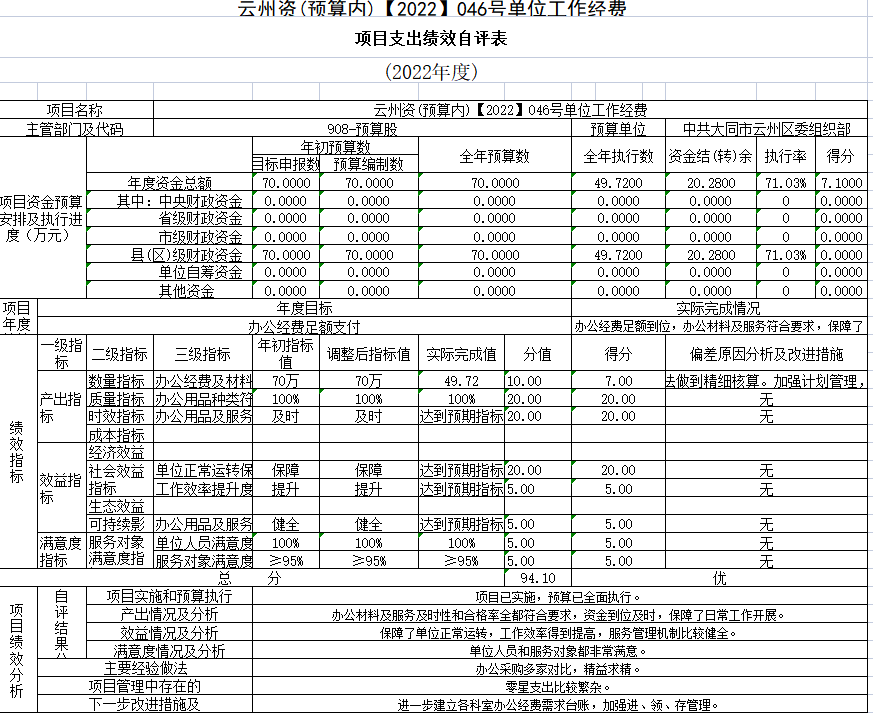 云州资(预算内)【2022】046号单位工作经费
项目支出绩效自评表
(2022年度)
项目名称 云州资(预算内)【2022】046号单位工作经费
主管部门及代码 908-预算股 预算单位 中共大同市云州区委组织部
项目资金预算安排及执行进度（万元） 年初预算数 全年预算数 全年执行数 资金结(转)余 执行率 得分
目标申报数 预算编制数
年度资金总额 70.0000 70.0000 70.0000 49.7200 20.2800 71.03% 7.1000
其中：中央财政资金 0.0000 0.0000 0.0000 0.0000 0.0000 0 0.0000
省级财政资金 0.0000 0.0000 0.0000 0.0000 0.0000 0 0.0000
市级财政资金 0.0000 0.0000 0.0000 0.0000 0.0000 0 0.0000
县(区)级财政资金 70.0000 70.0000 70.0000 49.7200 20.2800 71.03% 0.0000
单位自筹资金 0.0000 0.0000 0.0000 0.0000 0.0000 0 0.0000
其他资金 0.0000 0.0000 0.0000 0.0000 0.0000 0 0.0000
项目年度 年度目标 实际完成情况
办公经费足额支付 办公经费足额到位，办公材料及服务符合要求，保障了
绩效指标 一级指标 二级指标 三级指标 年初指标值 调整后指标值 实际完成值 分值 得分 偏差原因分析及改进措施
产出指标 数量指标 办公经费及材料 70万 70万 49.72 10.00 7.00 去做到精细核算。加强计划管理，
质量指标 办公用品种类符 100% 100% 100% 20.00 20.00 无
时效指标 办公用品及服务 及时 及时 达到预期指标 20.00 20.00 无
成本指标
效益指标 经济效益
社会效益指标 单位正常运转保 保障 保障 达到预期指标 20.00 20.00 无
工作效率提升度 提升 提升 达到预期指标 5.00 5.00 无
生态效益
可持续影 办公用品及服务 健全 健全 达到预期指标 5.00 5.00 无
满意度指标 服务对象满意度指 单位人员满意度 100% 100% 100% 5.00 5.00 无
服务对象满意度 ≥95% ≥95% ≥95% 5.00 5.00 无
总 分 94.10 优
项目绩效分析 自评结果 项目实施和预算执行 项目已实施，预算已全面执行。
产出情况及分析 办公材料及服务及时性和合格率全都符合要求，资金到位及时，保障了日常工作开展。
效益情况及分析 保障了单位正常运转，工作效率得到提高，服务管理机制比较健全。
满意度情况及分析 单位人员和服务对象都非常满意。
主要经验做法 办公采购多家对比，精益求精。
项目管理中存在的 零星支出比较繁杂。
下一步改进措施及 进一步建立各科室办公经费需求台账，加强进、领、存管理。